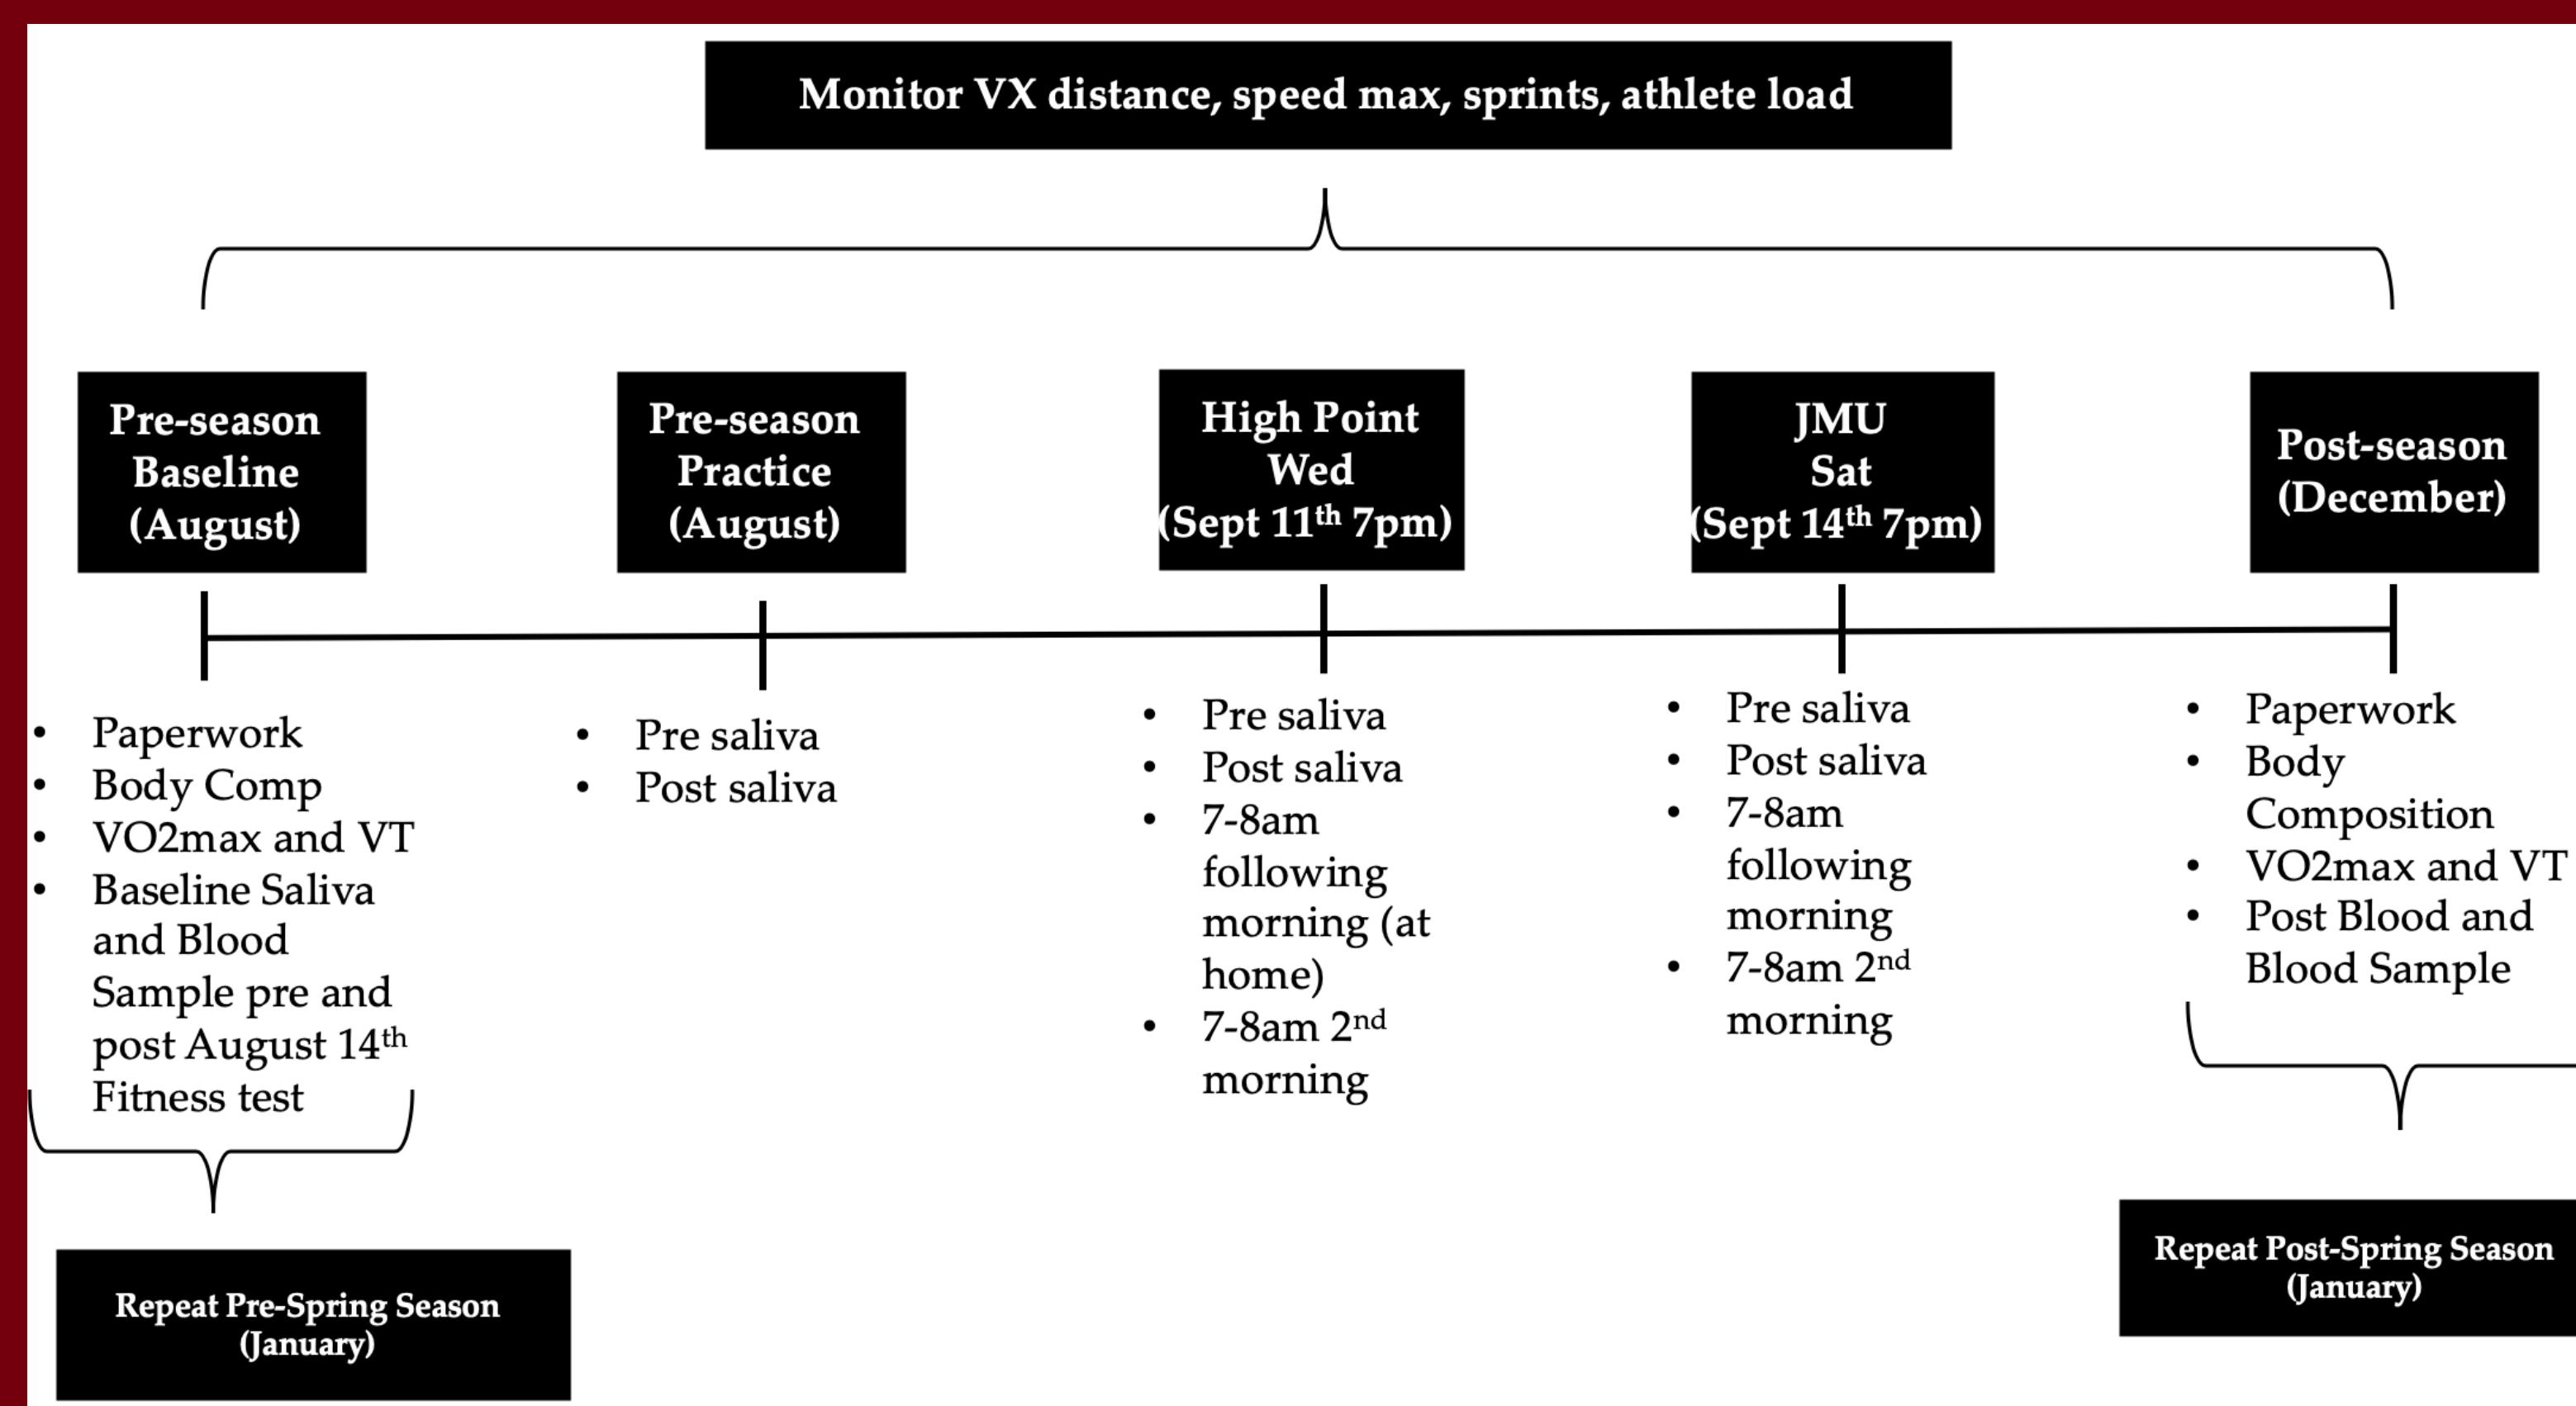 Monitor VX distance, speed max, sprints, athlete load
Pre-season
Baseline
(August)
Pre-season
Practice
(August)
High Point
Wed
(Sept 11th 7pm)
JMU
Sat
(Sept 14th 7pm)
Post-season
(December)
• Paperwork
• Body Comp
• VO2max and VT
• Baseline Saliva
and Blood
Sample pre and
post August 14th
Fitness test
• Pre saliva
• Post saliva
• Pre saliva
• Post saliva
• 7-8am
following
morning (at
home)
• 7-8am 2nd
morning
• Pre saliva
• Post saliva
• 7-8am
following
morning
• 7-8am 2nd
morning
• Paperwork
• Body
Composition
• VO2max and VT
• Post Blood and
Blood Sample
Repeat Pre-Spring Season
(January)
Repeat Post-Spring Season
(January)